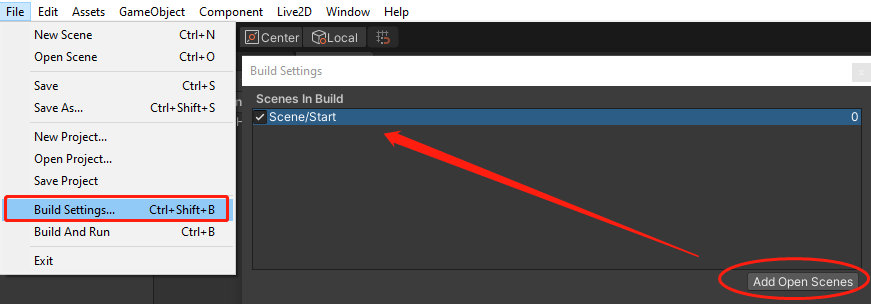 File Edit Assets GameObject Component Live2D Window Help
New Scene Ctrl+N
Open Scene Ctrl+O
Save Ctrl+S
Save As... Ctrl+Shift+S
New Project...
Open Project...
Save Project
Build Settings... Ctrl+Shift+B
Build And Run Ctrl+B
Exit
Center Local
Build Settings
Scenes In Build
Scene/Start 0
Add Open Scenes